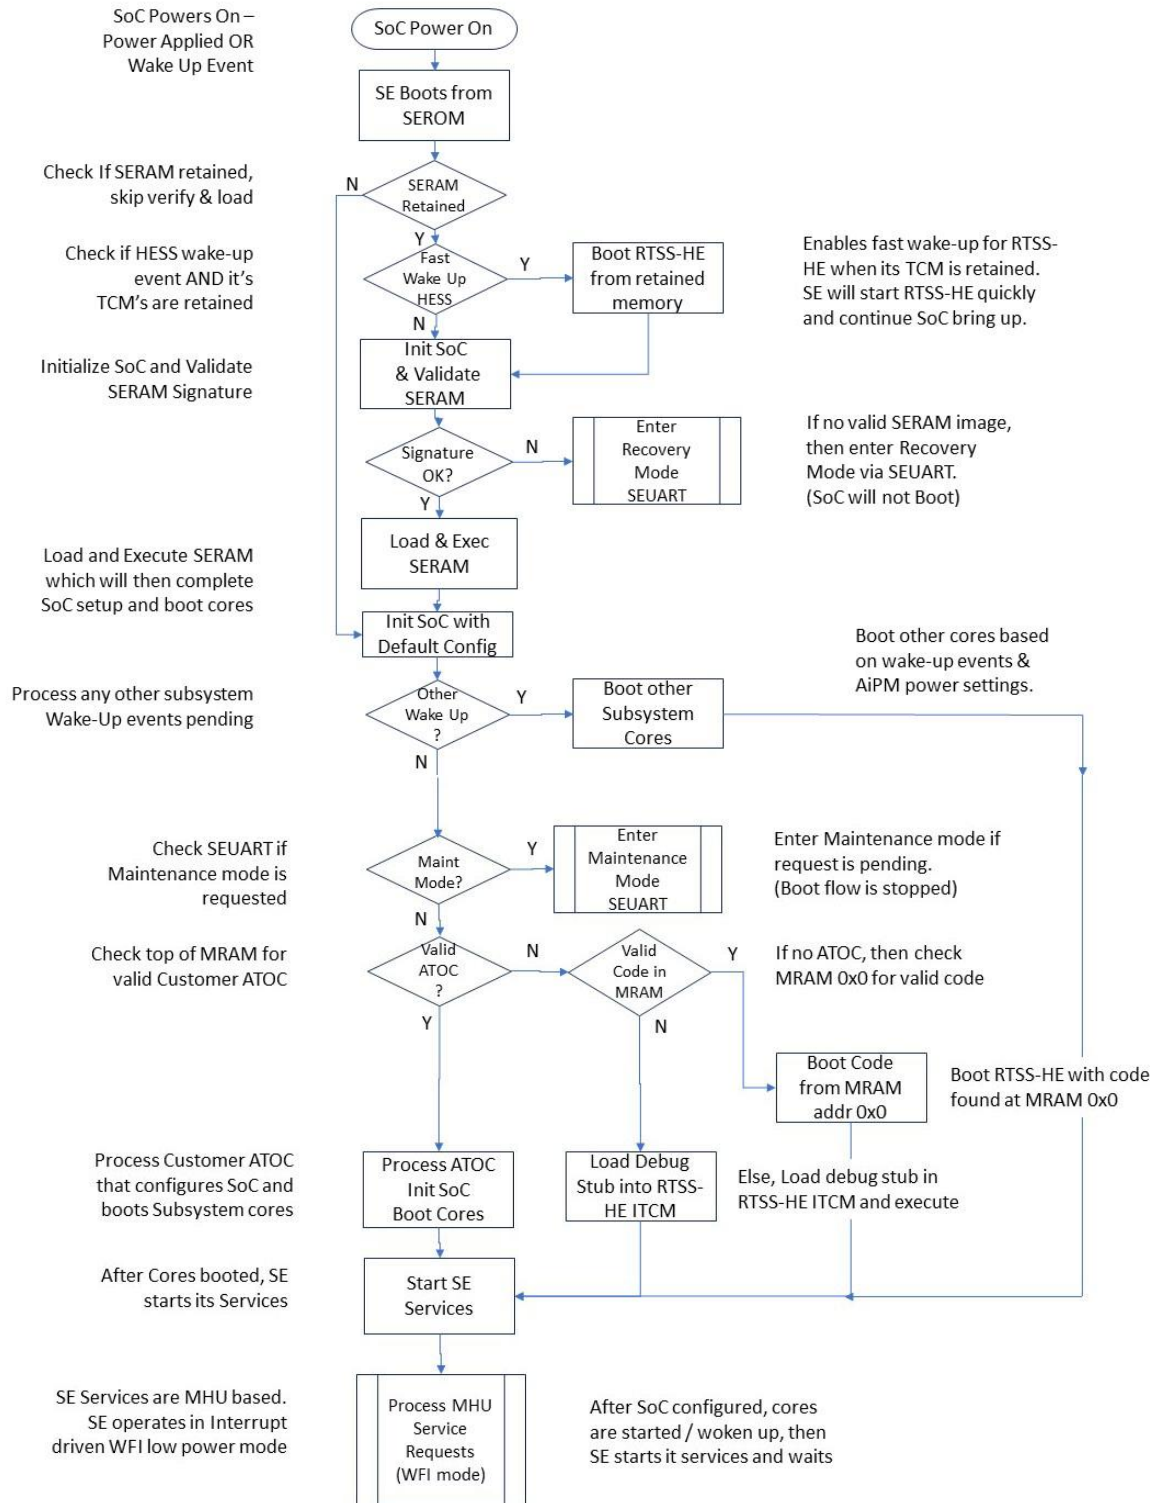 SoC Powers On –
Power Applied OR
Wake Up Event
SoC Power On
SE Boots from
SEROM
Check If SERAM retained,
skip verify & load
N
SERAM
Retained
Y
Check if HESS wake-up
event AND it's
TCM's are retained
Fast
Wake Up
HESS
Y
Boot RTSS-HE
from retained
memory
Enables fast wake-up for RTSS-
HE when its TCM is retained.
SE will start RTSS-HE quickly
and continue SoC bring up.
N
Initialize SoC and Validate
SERAM Signature
Init SoC
& Validate
SERAM
Signature
OK?
N
Enter
Recovery
Mode
SEUART
If no valid SERAM image,
then enter Recovery
Mode via SEUART.
(SoC will not Boot)
Y
Load and Execute SERAM
which will then complete
SoC setup and boot cores
Load & Exec
SERAM
Init SoC with
Default Config
Process any other subsystem
Wake-Up events pending
Other
Wake Up
?
Y
Boot other
Subsystem
Cores
Boot other cores based
on wake-up events &
AiPM power settings.
N
Check SEUART if
Maintenance mode is
requested
Maint
Mode?
Y
Enter
Maintenance
Mode
SEUART
Enter Maintenance mode if
request is pending.
(Boot flow is stopped)
N
Check top of MRAM for
valid Customer ATOC
Valid
ATOC
?
N
Valid
Code in
MRAM
Y
If no ATOC, then check
MRAM 0x0 for valid code
Y
N
Boot Code
from MRAM
addr 0x0
Boot RTSS-HE with code
found at MRAM 0x0
Process Customer ATOC
that configures SoC and
boots Subsystem cores
Process ATOC
Init SoC
Boot Cores
Load Debug
Stub into RTSS-
HE ITCM
Else, Load debug stub in
RTSS-HE ITCM and execute
After Cores booted, SE
starts its Services
Start SE
Services
SE Services are MHU based.
SE operates in Interrupt
driven WFI low power mode
Process MHU
Service
Requests
(WFI mode)
After SoC configured, cores
are started / woken up, then
SE starts it services and waits